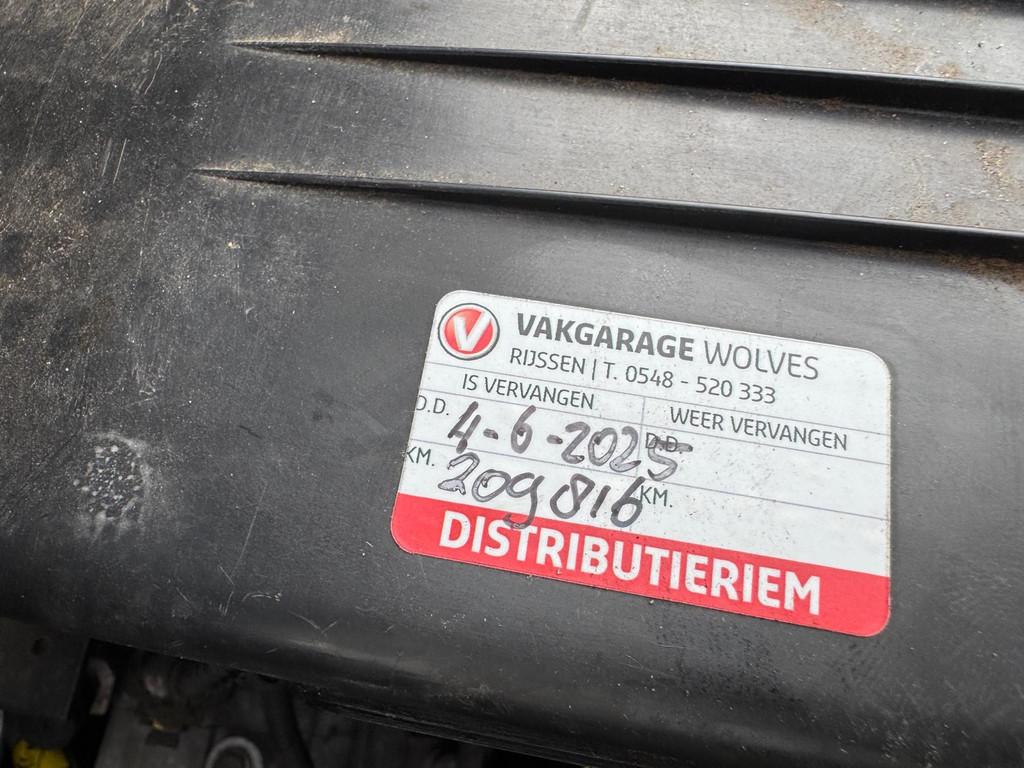 V VAKGARAGE WOLVES
RIJSSEN | T. 0548 - 520 333
IS VERVANGEN WEER VERVANGEN
D.D. 4-6-2025 D.D.
KM. 209816 KM.
DISTRIBUTIERIEM